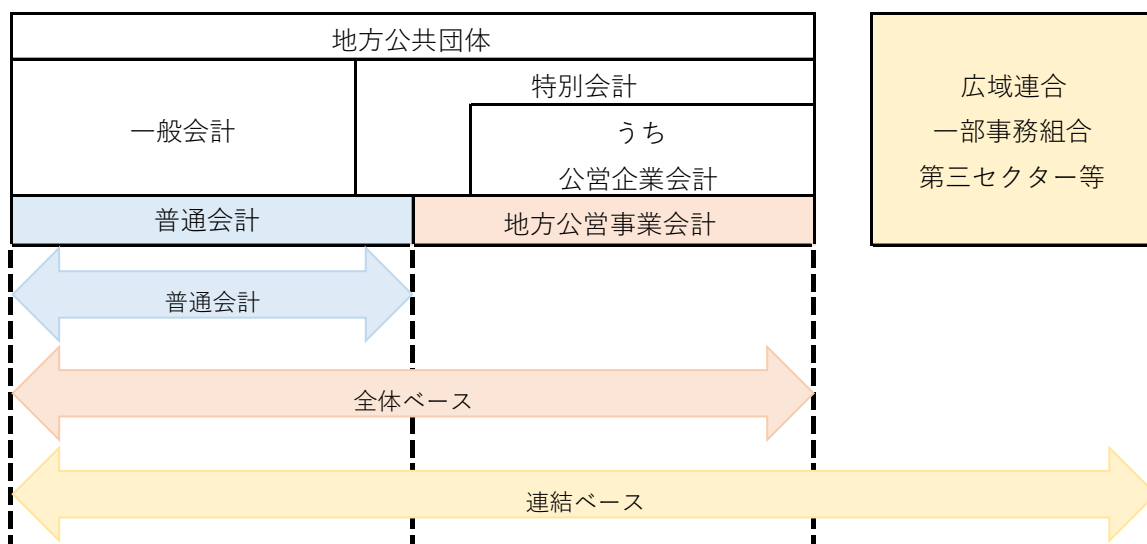 地方公共団体
一般会計
特別会計
うち
公営企業会計
普通会計
地方公営事業会計
広域連合
一部事務組合
第三セクター等
普通会計
全体ベース
連結ベース